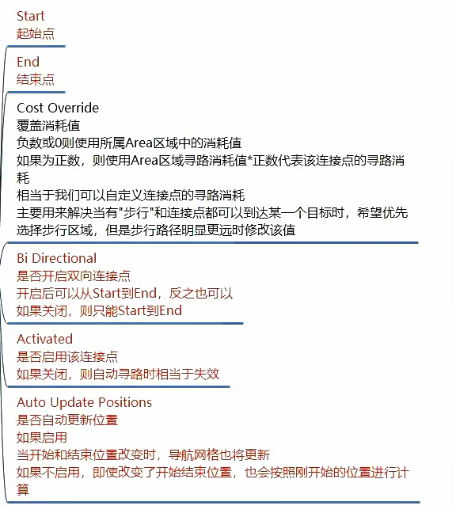 Start
起始点
End
结束点
Cost Override
覆盖消耗值
负数或0则使用所属Area区域中的消耗值
如果为正数，则使用Area区域寻路消耗值*正数代表该连接点的寻路消
耗
相当于我们可以自定义连接点的寻路消耗
主要用来解决当有"步行"和连接点都可以到达某一个目标时，希望优先
选择步行区域，但是步行路径明显更远时修改该值
Bi Directional
是否开启双向连接点
开启后可以从Start到End，反之也可以
如果关闭，则只能Start到End
Activated
是否启用该连接点
如果关闭，则自动寻路时相当于失效
Auto Update Positions
是否自动更新位置
如果启用
当开始和结束位置改变时，导航网格也将更新
如果不启用，即使改变了开始结束位置，也会按照刚开始的位置进行计
算